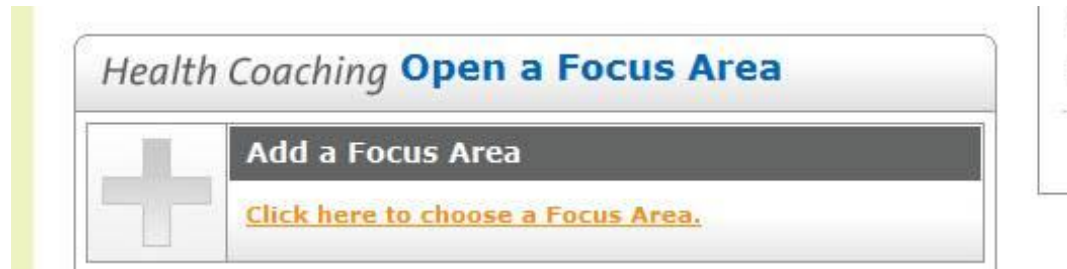 Health Coaching Open a Focus Area
Add a Focus Area
Click here to choose a Focus Area.